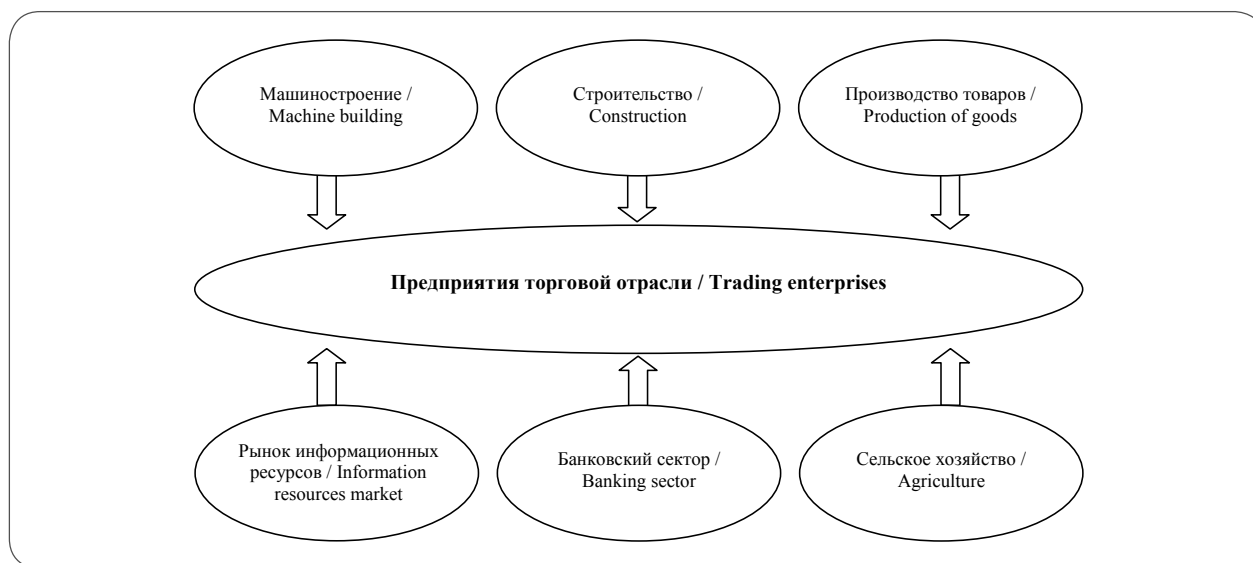 Машиностроение /
Machine building
Строительство /
Construction
Производство товаров /
Production of goods
Предприятия торговой отрасли / Trading enterprises
Рынок информационных
ресурсов / Information
resources market
Банковский сектор /
Banking sector
Сельское хозяйство /
Agriculture